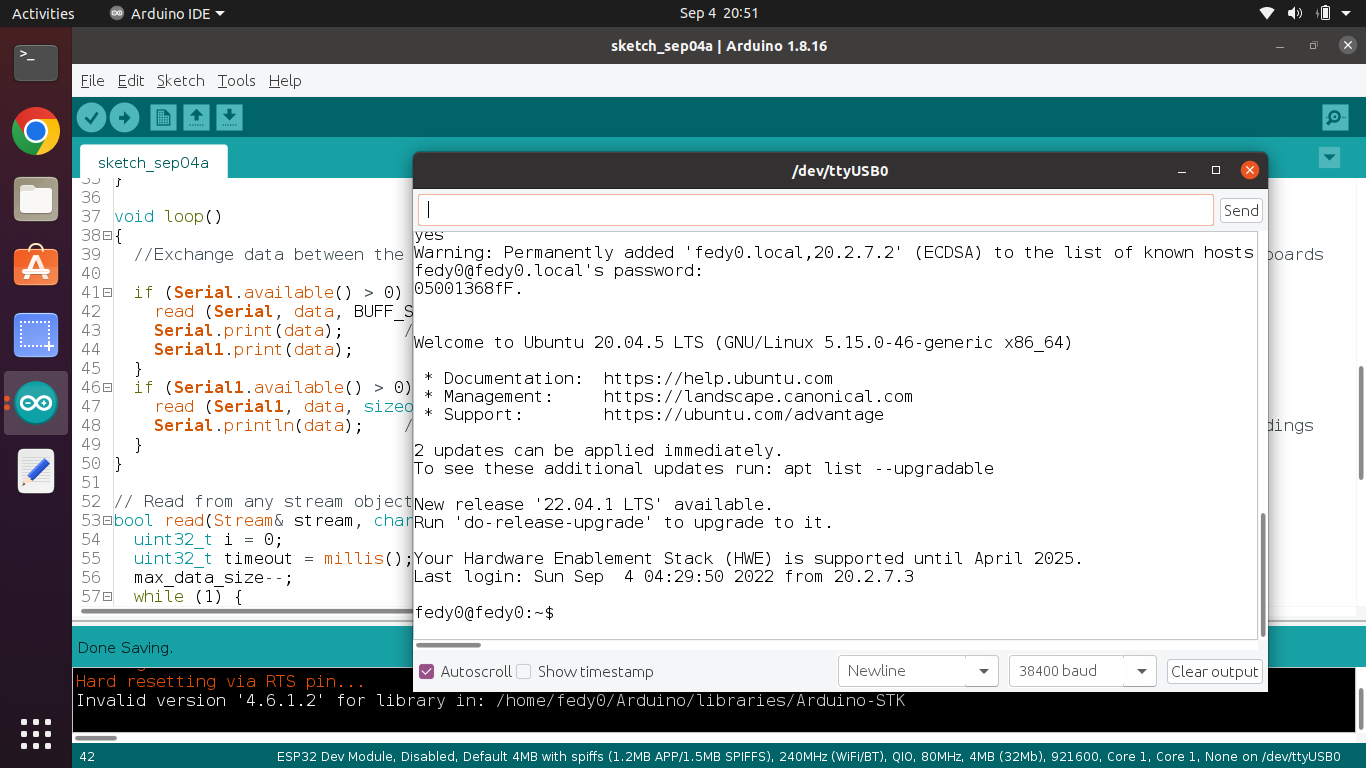 Activities
Arduino IDE
Sep 4 20:51
sketch_sep04a | Arduino 1.8.16
File Edit Sketch Tools Help
sketch_sep04a
35 }
36
37 void loop()
38 {
39 //Exchange data between the
oards
40
41 if (Serial.available() > 0)
42 read (Serial, data, BUFF_S
43 Serial.print(data); /
44 Serial1.print(data);
45 }
46 if (Serial1.available() > 0)
47 read (Serial1, data, sizeo
48 Serial.println(data); /
dings
49 }
50 }
51
52 // Read from any stream object
53 bool read(Stream& stream, char
54 uint32_t i = 0;
55 uint32_t timeout = millis();
56 max_data_size--;
57 while (1) {
/dev/ttyUSB0
Send
yes
Warning: Permanently added 'fedy0.local,20.2.7.2' (ECDSA) to the list of known hosts
fedy0@fedy0.local's password:
05001368fF.
Welcome to Ubuntu 20.04.5 LTS (GNU/Linux 5.15.0-46-generic x86_64)
* Documentation: https://help.ubuntu.com
* Management: https://landscape.canonical.com
* Support: https://ubuntu.com/advantage
2 updates can be applied immediately.
To see these additional updates run: apt list --upgradable
New release '22.04.1 LTS' available.
Run 'do-release-upgrade' to upgrade to it.
Your Hardware Enablement Stack (HWE) is supported until April 2025.
Last login: Sun Sep 4 04:29:50 2022 from 20.2.7.3
fedy0@fedy0:~$
Autoscroll Show timestamp Newline 38400 baud Clear output
Done Saving.
Hard resetting via RTS pin...
Invalid version '4.6.1.2' for library in: /home/fedy0/Arduino/libraries/Arduino-STK
42
ESP32 Dev Module, Disabled, Default 4MB with spiffs (1.2MB APP/1.5MB SPIFFS), 240MHz (WiFi/BT), QIO, 80MHz, 4MB (32Mb), 921600, Core 1, Core 1, None on /dev/ttyUSB0